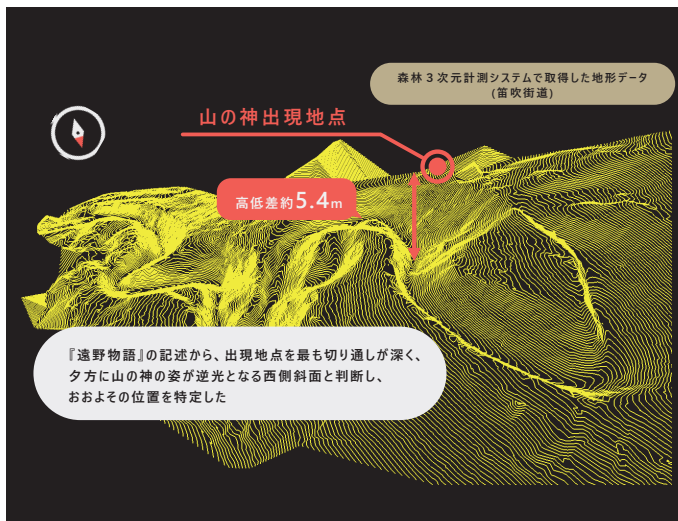 森林３次元計測システムで取得した地形データ
(笛吹街道)
山の神出現地点
高低差約5.4m
『遠野物語』の記述から、出現地点を最も切り通しが深く、
夕方に山の神の姿が逆光となる西側斜面と判断し、
おおよその位置を特定した